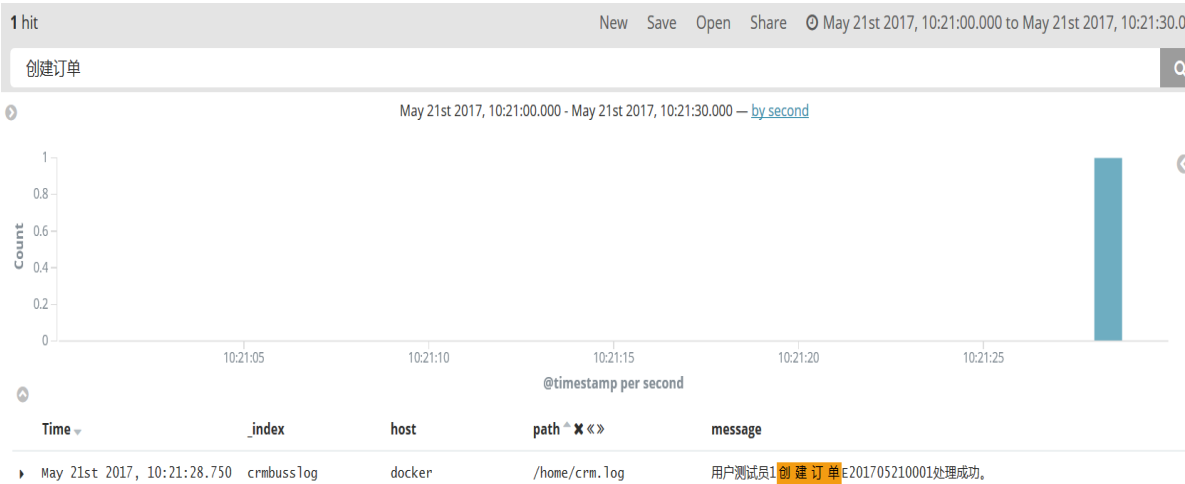 1 hit New Save Open Share May 21st 2017, 10:21:00.000 to May 21st 2017, 10:21:30.0
创建订单
May 21st 2017, 10:21:00.000 - May 21st 2017, 10:21:30.000 — by second
1
0.8
0.6
0.4
0.2
0
Count
10:21:05 10:21:10 10:21:15 10:21:20 10:21:25
@timestamp per second
Time _index host path message
May 21st 2017, 10:21:28.750 crmbusslog docker /home/crm.log 用户测试员1创建订单E201705210001处理成功。